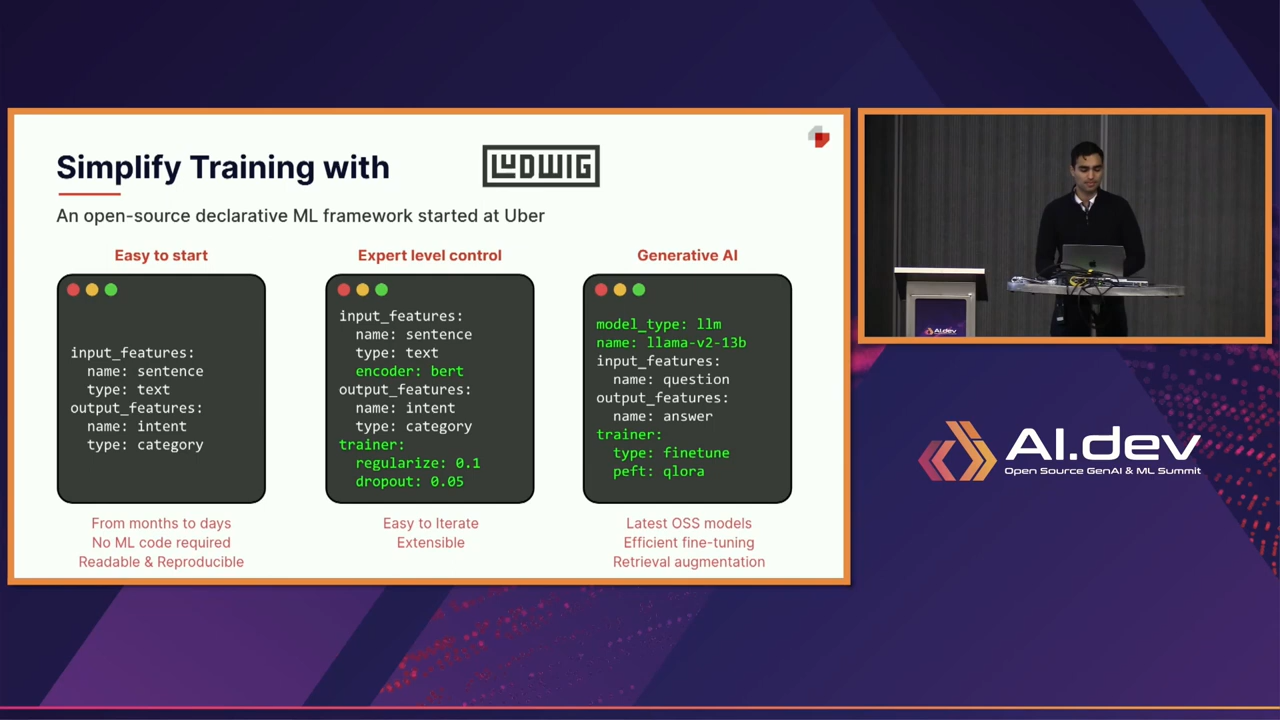 Simplify Training with
LUDWIG
An open-source declarative ML framework started at Uber
Easy to start
input_features:
name: sentence
type: text
output_features:
name: intent
type: category
From months to days
No ML code required
Readable & Reproducible
Expert level control
input_features:
name: sentence
type: text
encoder: bert
output_features:
name: intent
type: category
trainer:
regularize: 0.1
dropout: 0.05
Easy to Iterate
Extensible
Generative AI
model_type: llm
name: llama-v2-13b
input_features:
name: question
output_features:
name: answer
trainer:
type: finetune
peft: qlora
Latest OSS models
Efficient fine-tuning
Retrieval augmentation
AI.dev
AI.dev
Open Source GenAI & ML Summit